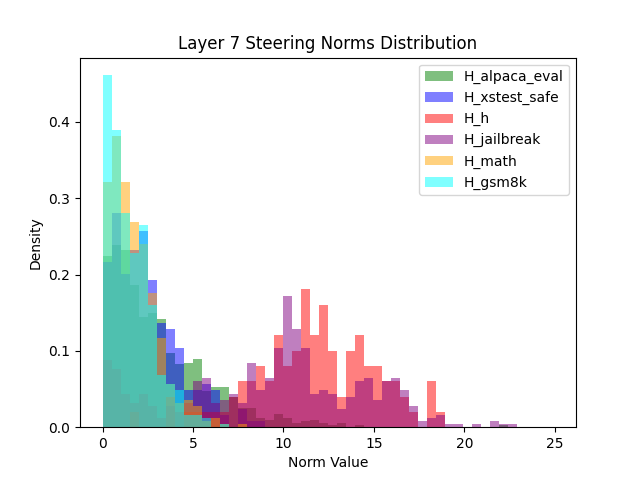 Layer 7 Steering Norms Distribution
H_alpaca_eval
H_xstest_safe
H_h
H_jailbreak
H_math
H_gsm8k
Density
0.4
0.3
0.2
0.1
0.0
0 5 10 15 20 25
Norm Value